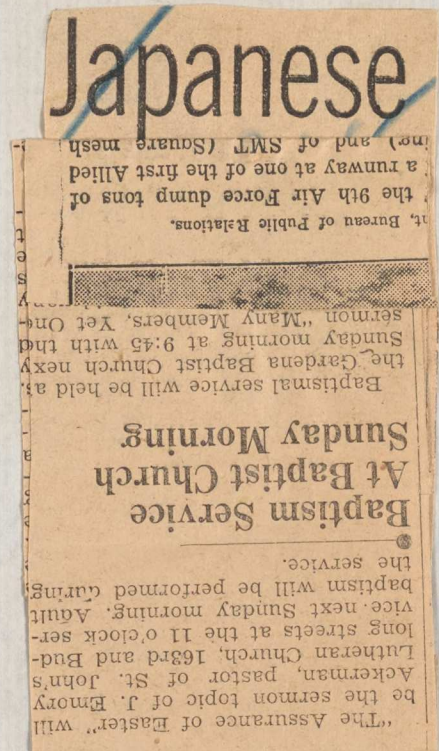 Japanese
nt, Bureau of Public Relations.
the 9th Air Force dump tons of
a runway at one of the first Allied
ing) and of SMT (Square mesh
"The Assurance of Easter" will
be the sermon topic of J. Emory
Ackerman, pastor of St. John's
Lutheran Church, 163rd and Bud-
long streets at the 11 o'clock ser-
vice next Sunday morning. Adult
baptism will be performed during
the service.
Baptism Service
At Baptist Church
Sunday Morning
Baptismal service will be held
the Gardena Baptist Church next
Sunday morning at 9:45 with the
sermon "Many Members, Yet One